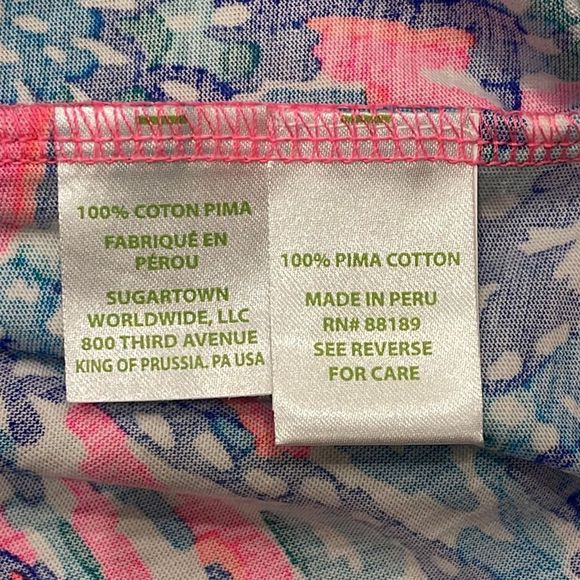 100% COTON PIMA
FABRIQUÉ EN
PÉROU
SUGARTOWN
WORLDWIDE, LLC
800 THIRD AVENUE
KING OF PRUSSIA. PA USA
100% PIMA COTTON
MADE IN PERU
RN# 88189
SEE REVERSE
FOR CARE